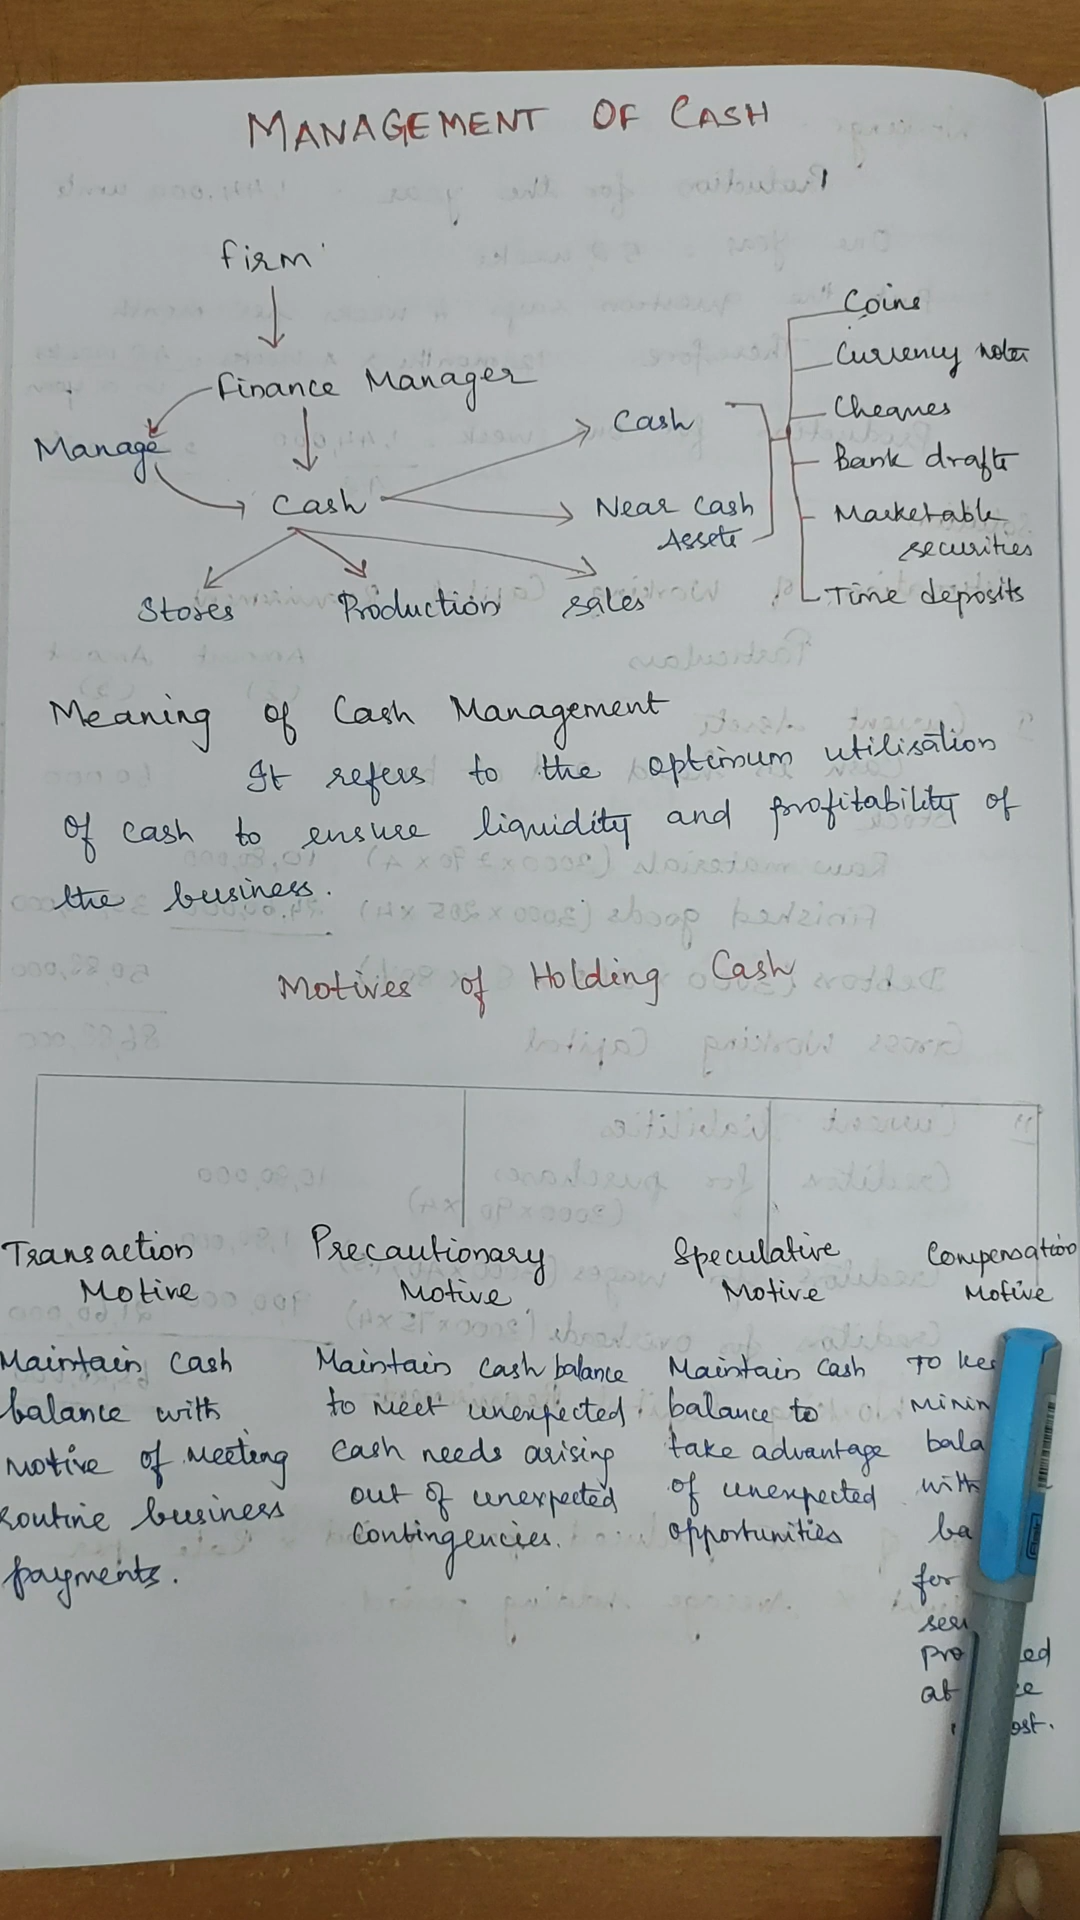 MANAGEMENT OF CASH
Firm
Finance Manager
Manage
Cash
Cash
Near Cash
Assets
Coins
Currency notes
Cheques
Bank drafts
Marketable
securities
Time deposits
Stores Production Sales
Meaning of Cash Management
It refers to the optimum utilisation
of cash to ensure liquidity and profitability of
the business.
Motives of Holding Cash
Transaction
Motive
Maintain cash
balance with
motive of meeting
routine business
payments.
Precautionary
Motive
Maintain cash balance
to meet unexpected
cash needs arising
out of unexpected
contingencies.
Speculative
Motive
Maintain cash
balance to
take advantage
of unexpected
opportunities
Compensation
Motive
To
with
for
at